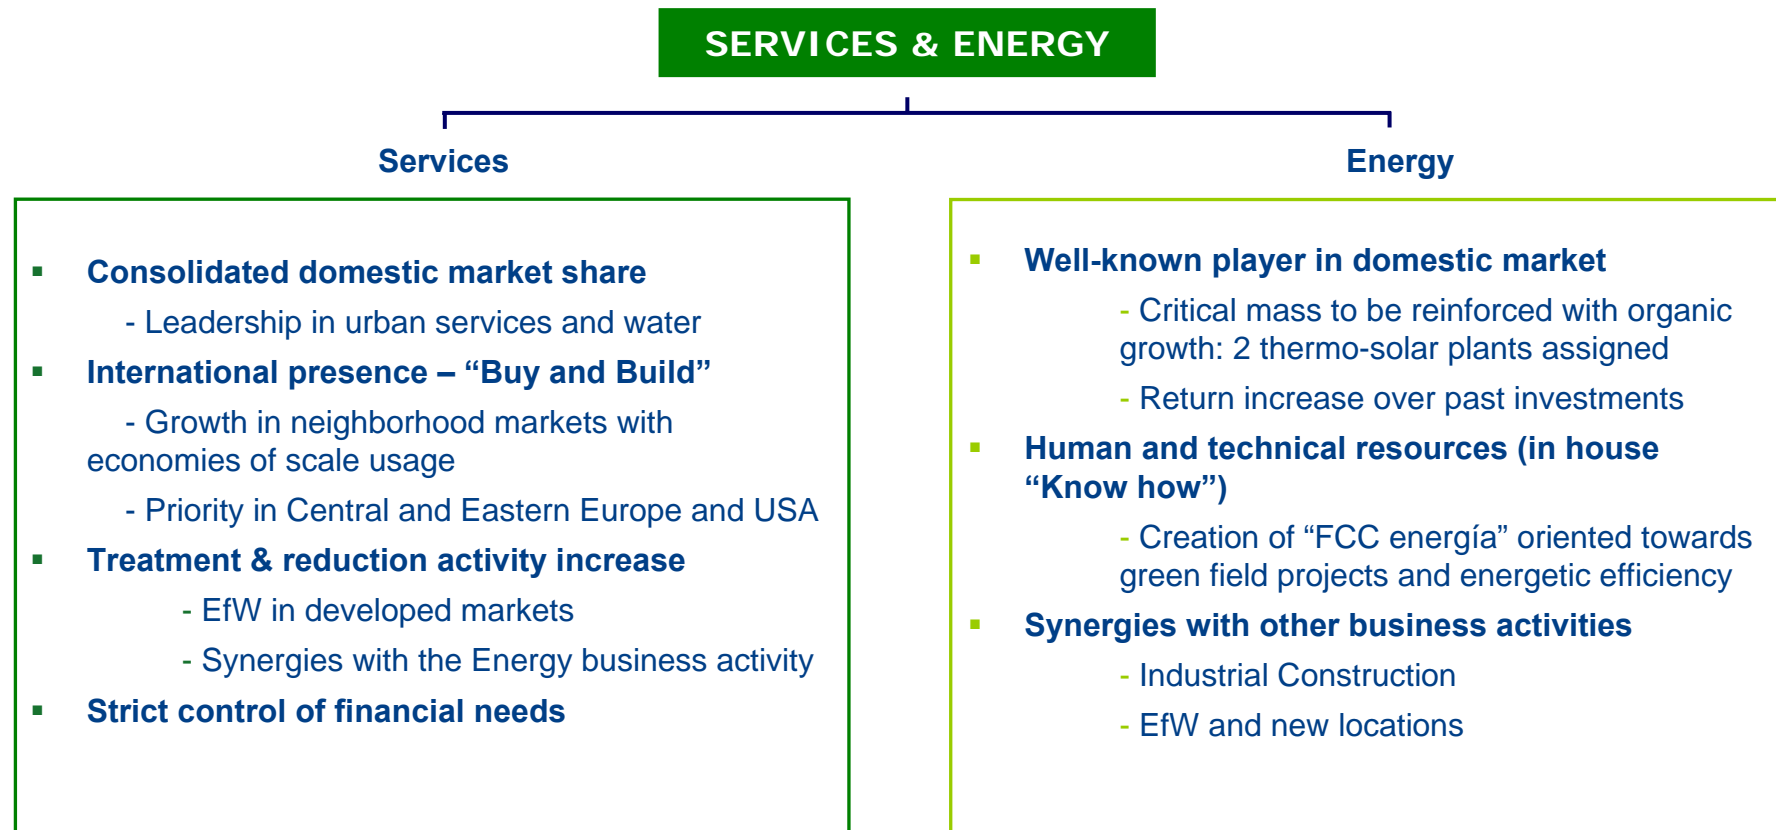 SERVICES & ENERGY
Services
▪ Consolidated domestic market share
- Leadership in urban services and water
▪ International presence – “Buy and Build”
- Growth in neighborhood markets with
economies of scale usage
- Priority in Central and Eastern Europe and USA
▪ Treatment & reduction activity increase
- EfW in developed markets
- Synergies with the Energy business activity
▪ Strict control of financial needs
Energy
▪ Well-known player in domestic market
- Critical mass to be reinforced with organic
growth: 2 thermo-solar plants assigned
- Return increase over past investments
▪ Human and technical resources (in house
“Know how”)
- Creation of “FCC energía” oriented towards
green field projects and energetic efficiency
▪ Synergies with other business activities
- Industrial Construction
- EfW and new locations